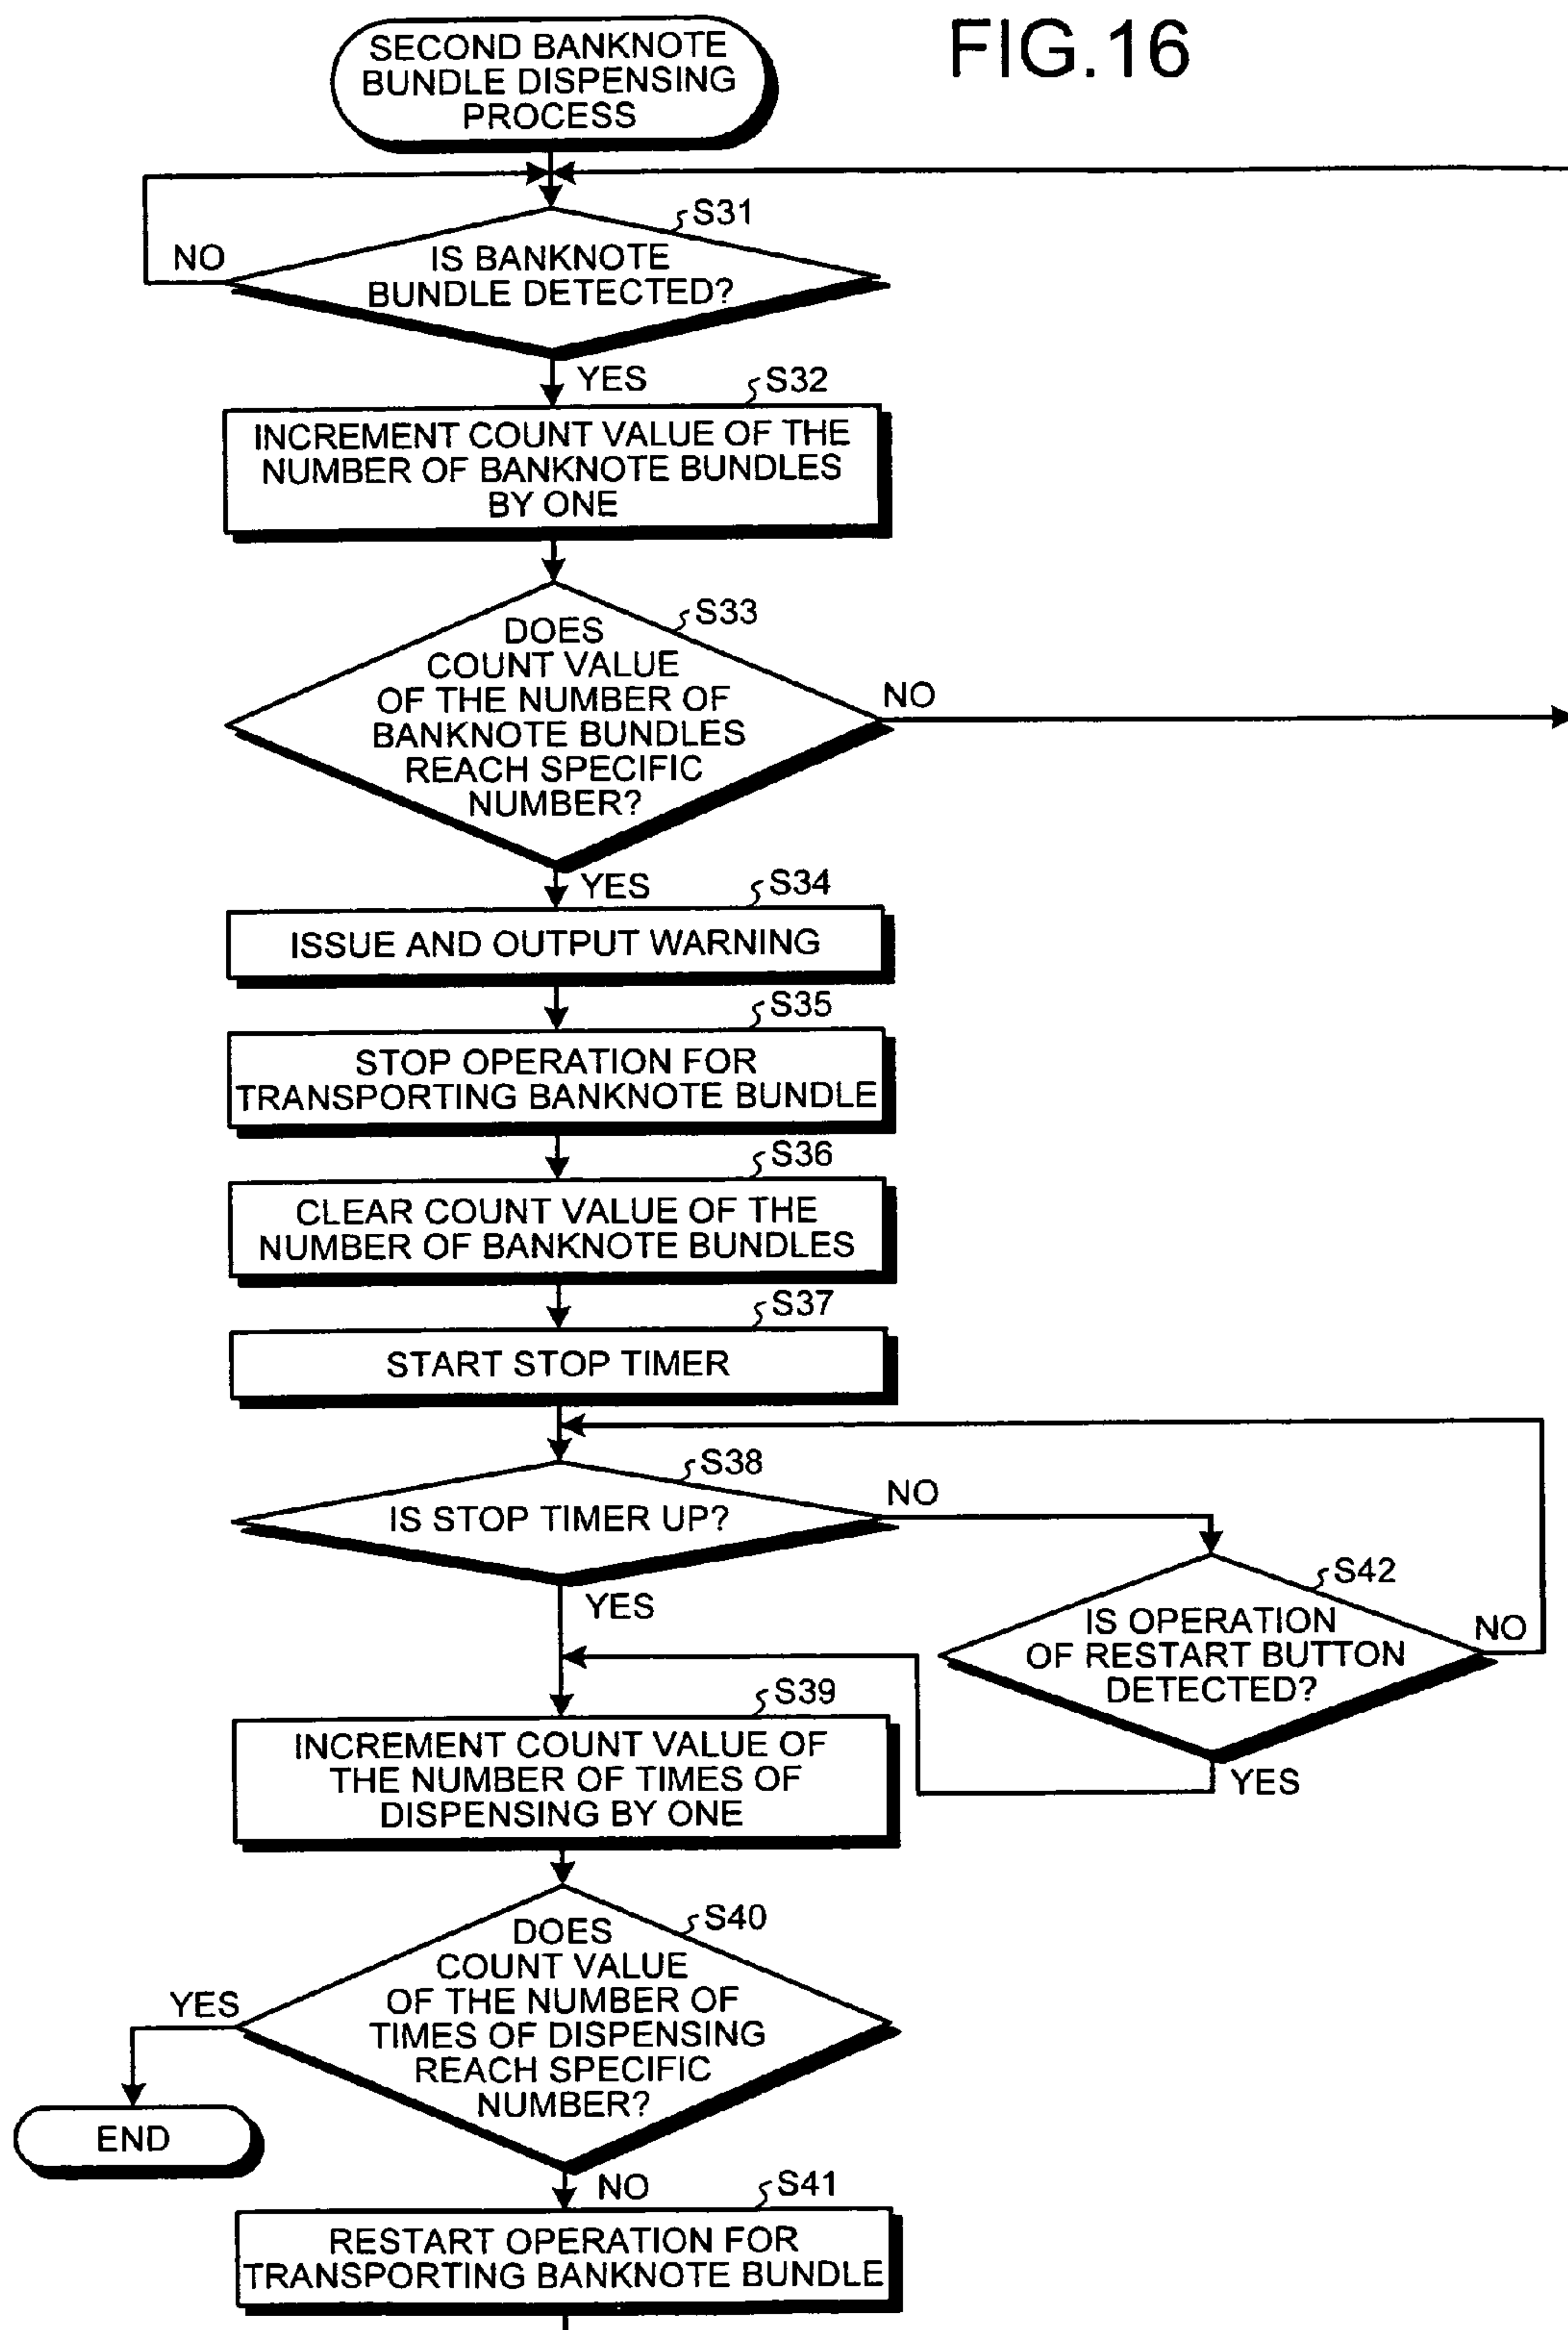 FIG.16
SECOND BANKNOTE
BUNDLE DISPENSING
PROCESS
S31
NO
IS BANKNOTE
BUNDLE DETECTED?
YES
S32
INCREMENT COUNT VALUE OF THE
NUMBER OF BANKNOTE BUNDLES
BY ONE
S33
DOES
COUNT VALUE
OF THE NUMBER OF
BANKNOTE BUNDLES
REACH SPECIFIC
NUMBER?
NO
YES
S34
ISSUE AND OUTPUT WARNING
S35
STOP OPERATION FOR
TRANSPORTING BANKNOTE BUNDLE
S36
CLEAR COUNT VALUE OF THE
NUMBER OF BANKNOTE BUNDLES
S37
START STOP TIMER
S38
IS STOP TIMER UP?
NO
YES
S42
IS OPERATION
OF RESTART BUTTON
DETECTED?
NO
YES
S39
INCREMENT COUNT VALUE OF
THE NUMBER OF TIMES OF
DISPENSING BY ONE
S40
DOES
COUNT VALUE
OF THE NUMBER OF
TIMES OF DISPENSING
REACH SPECIFIC
NUMBER?
YES
END
NO
S41
RESTART OPERATION FOR
TRANSPORTING BANKNOTE BUNDLE